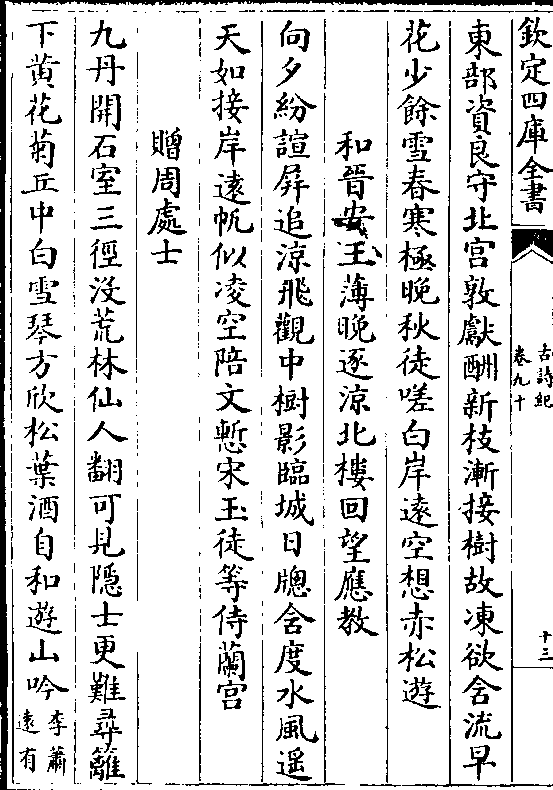 欽定四庫全書
古詩紀
卷九十
十三
東部資良守北宫敦獻酬新枝漸接樹故凍欲含流早
花少餘雪春寒極晚秋徒嗟白岸遠空想赤松遊
和晉安王薄晚逐涼北樓回望應教
向夕紛諠屏追涼飛觀中樹影臨城日牕含度水風遥
天如接岸遠帆似凌空陪文慙宋玉徒等侍蘭宫
贈周處士
九丹開石室三徑没荒林仙人翻可見隱士更難尋籬
下黄花菊丘中白雪琴方欣松葉酒自和遊山吟
李蕭
逺有